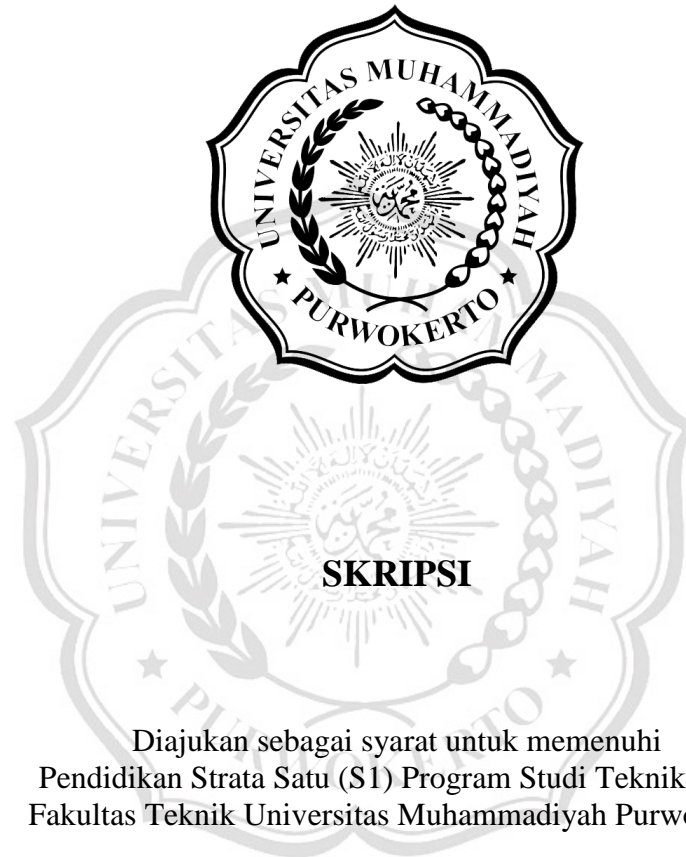 UNIVERSITAS MUHAMMADIYAH
★ PURWOKERTO ★
SKRIPSI
Diajukan sebagai syarat untuk memenuhi
Pendidikan Strata Satu (S1) Program Studi Teknik
Fakultas Teknik Universitas Muhammadiyah